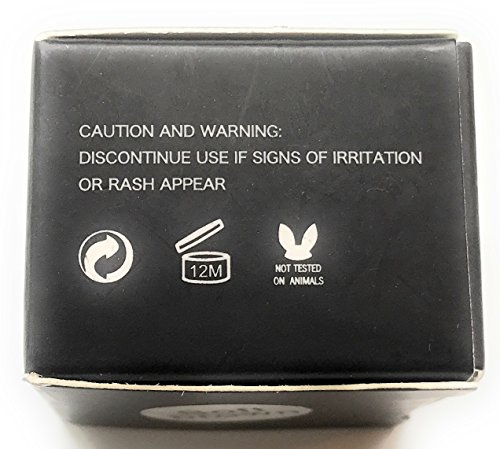 CAUTION AND WARNING:
DISCONTINUE USE IF SIGNS OF IRRITATION
OR RASH APPEAR
12M
NOT TESTED
ON ANIMALS